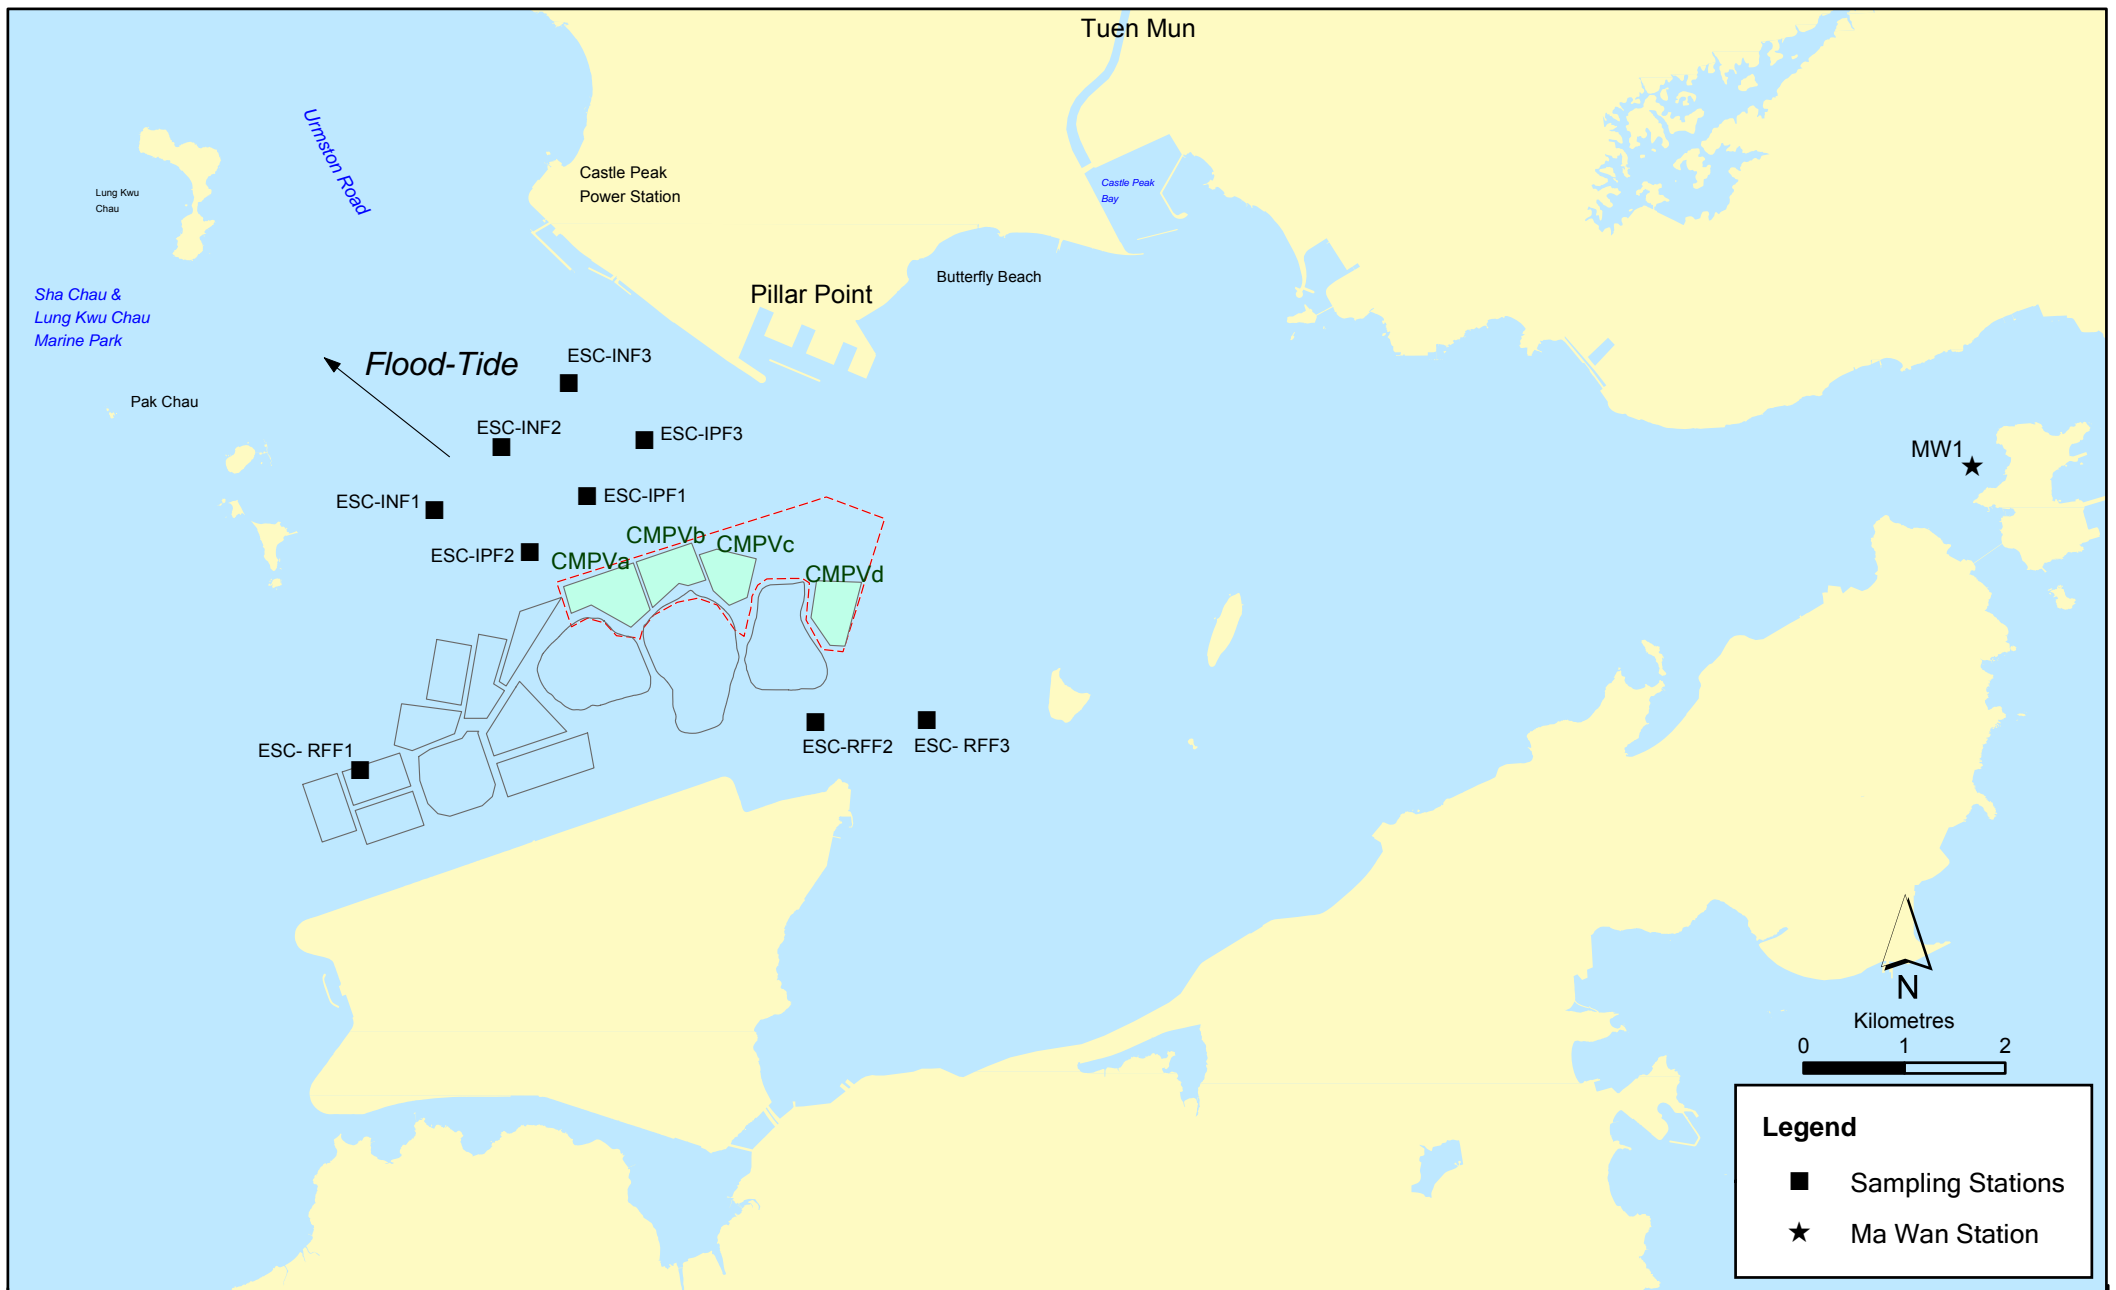 Tuen Mun
Urmston Road
Castle Peak
Power Station
Lung Kwu
Chau
Castle Peak
Bay
Butterfly Beach
Pillar Point
Sha Chau &
Lung Kwu Chau
Marine Park
Flood-Tide
ESC-INF3
Pak Chau
ESC-INF2
ESC-IPF3
MW1
ESC-INF1
ESC-IPF1
CMPVb
CMPVc
ESC-IPF2
CMPVa
CMPVd
ESC- RFF1
ESC-RFF2
ESC- RFF3
N
Kilometres
0 1 2
Legend
Sampling Stations
Ma Wan Station